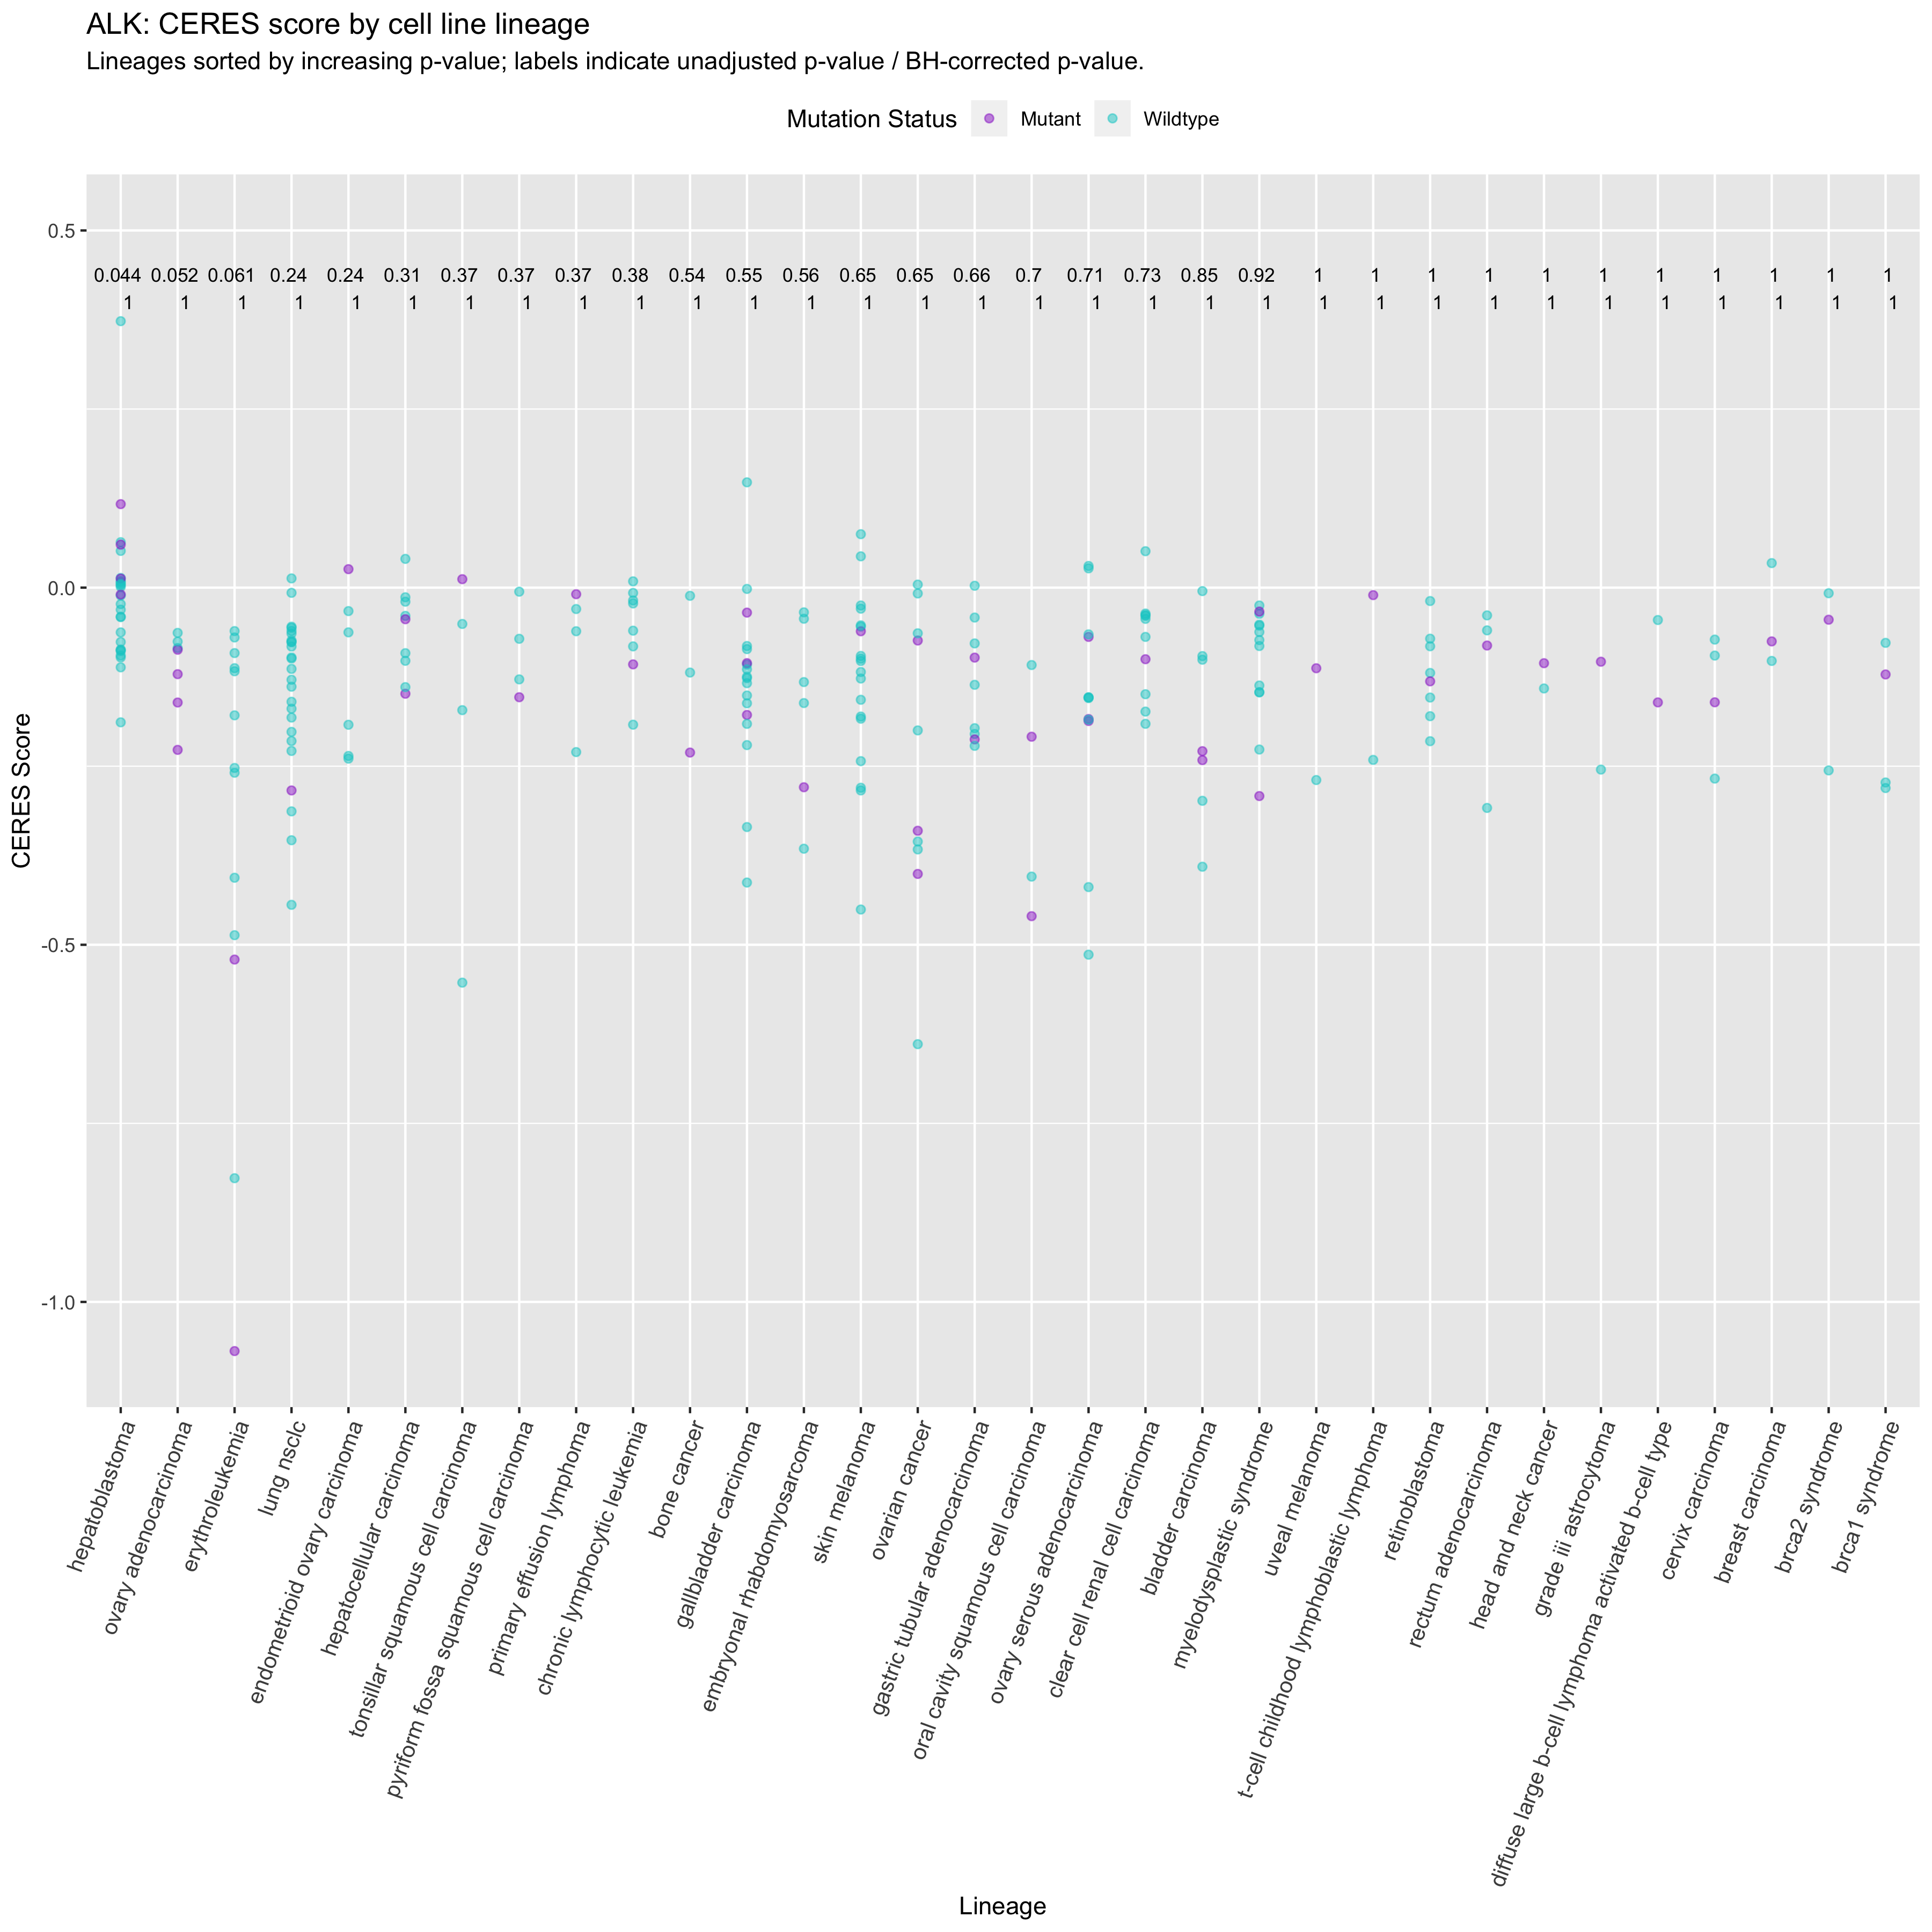 ALK: CERES score by cell line lineage
Lineages sorted by increasing p-value; labels indicate unadjusted p-value / BH-corrected p-value.
Mutation Status Mutant Wildtype
0.5
0.044 0.052 0.061 0.24 0.24 0.31 0.37 0.37 0.37 0.38 0.54 0.55 0.56 0.65 0.65 0.66 0.7 0.71 0.73 0.85 0.92 1 1 1 1 1 1 1 1 1 1 1
1 1 1 1 1 1 1 1 1 1 1 1 1 1 1 1 1 1 1 1 1 1 1 1 1 1 1 1 1 1 1 1
0.0
-0.5
-1.0
CERES Score
hepatoblastoma
ovary adenocarcinoma
erythroleukemia
lung nsclc
endometrioid ovary carcinoma
hepatocellular carcinoma
tonsillar squamous cell carcinoma
pyriform fossa squamous cell carcinoma
primary effusion lymphoma
chronic lymphocytic leukemia
bone cancer
gallbladder carcinoma
embryonal rhabdomyosarcoma
skin melanoma
ovarian cancer
gastric tubular adenocarcinoma
oral cavity squamous cell carcinoma
ovary serous adenocarcinoma
clear cell renal cell carcinoma
bladder carcinoma
myelodysplastic syndrome
uveal melanoma
t-cell childhood lymphoblastic lymphoma
retinoblastoma
rectum adenocarcinoma
head and neck cancer
grade iii astrocytoma
diffuse large b-cell lymphoma activated b-cell type
cervix carcinoma
breast carcinoma
brca2 syndrome
brca1 syndrome
Lineage